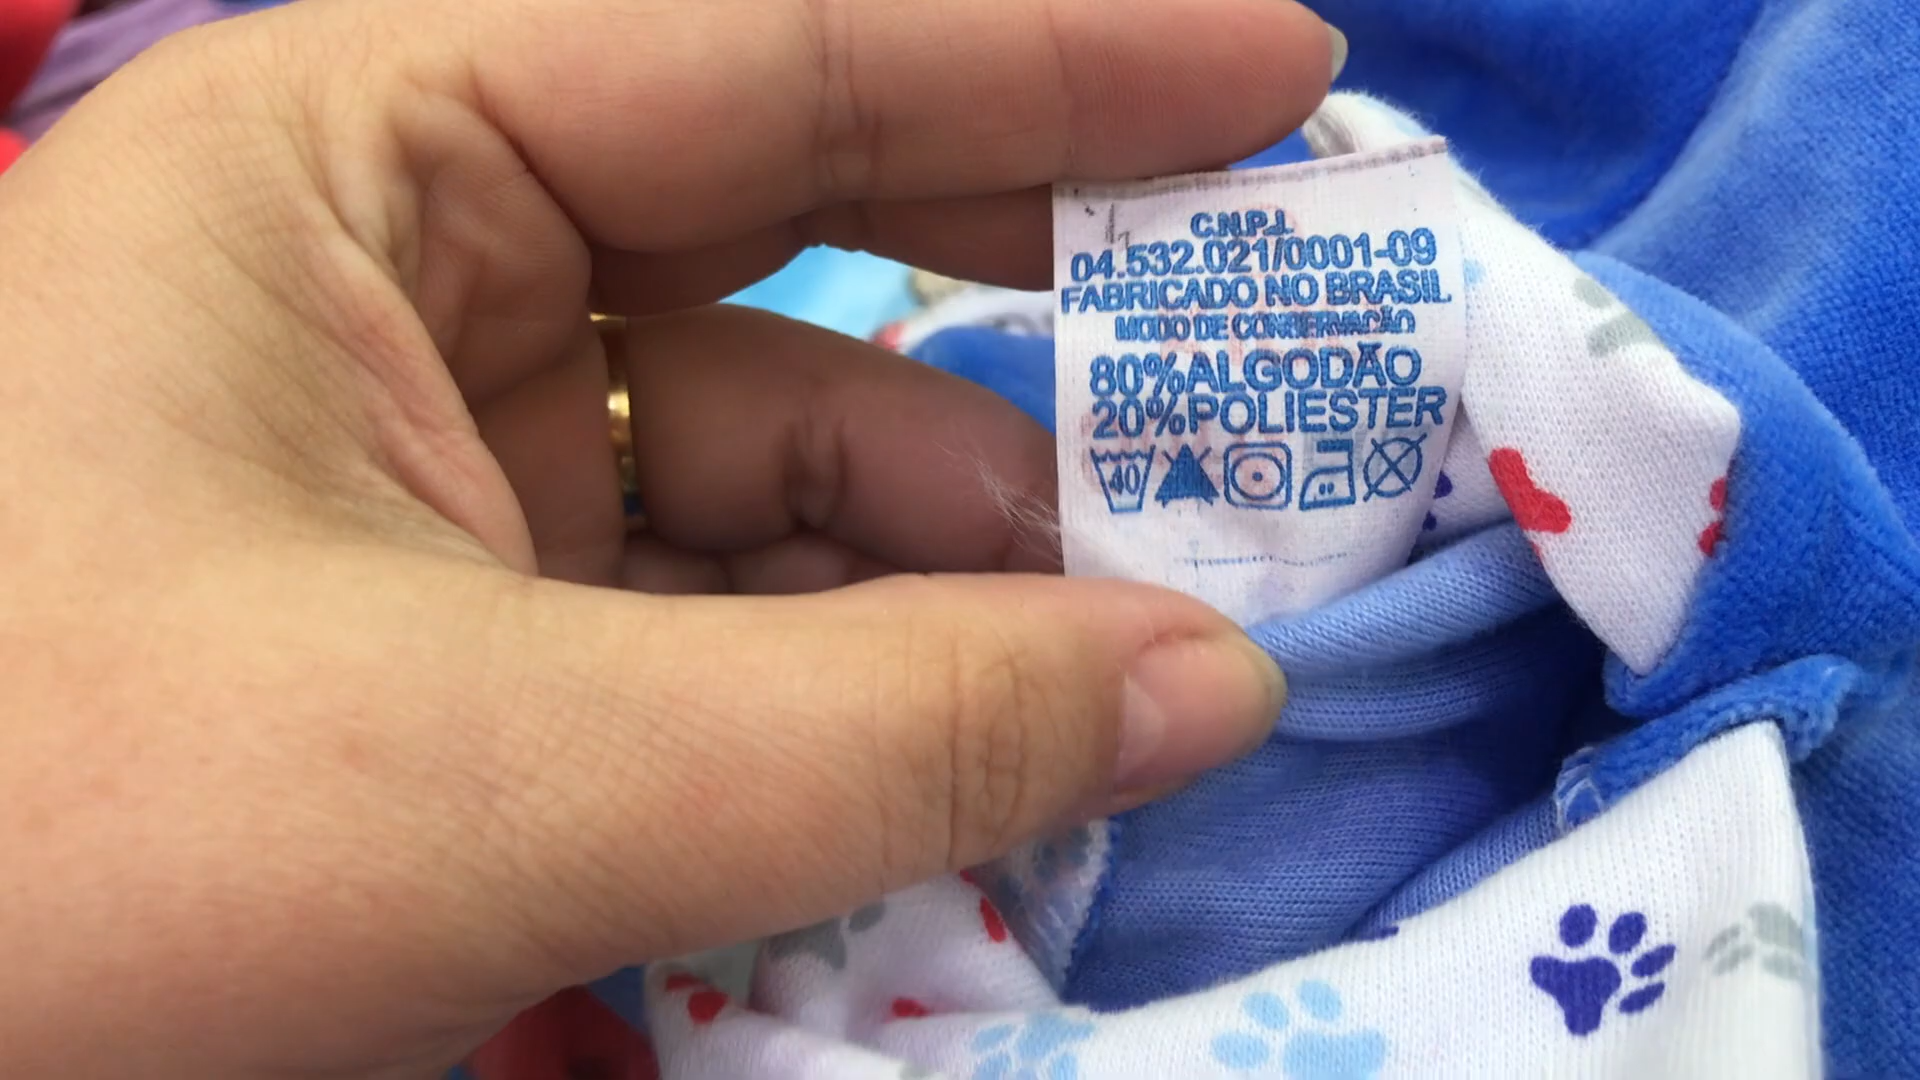 C.N.P.J.
04.532.021/0001-09
FABRICADO NO BRASIL
MODO DE CONSERVAÇÃO
80%ALGODÃO
20%POLIESTER
40